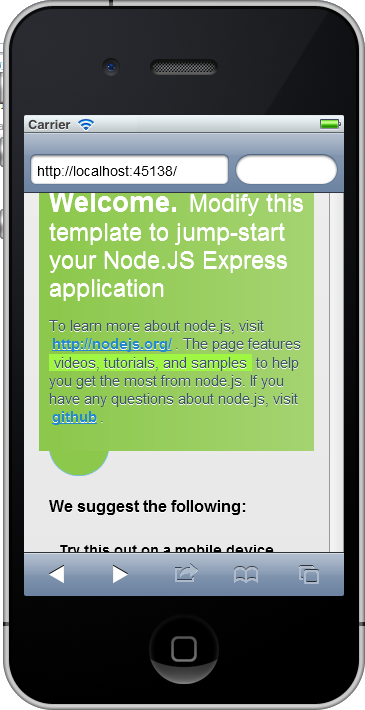 Carrier
http://localhost:45138/
Welcome. Modify this
template to jump-start
your Node.JS Express
application
To learn more about node.js, visit
http://nodejs.org/ . The page features
videos, tutorials, and samples to help
you get the most from node.js. If you
have any questions about node.js, visit
github .
We suggest the following:
Try this out on a mobile device